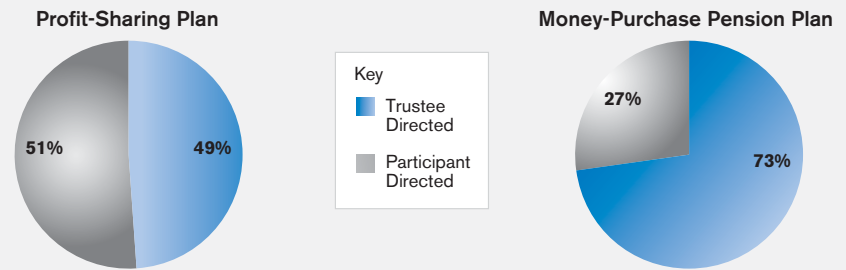 Profit-Sharing Plan
51%
49%
Key
Trustee
Directed
Participant
Directed
Money-Purchase Pension Plan
27%
73%